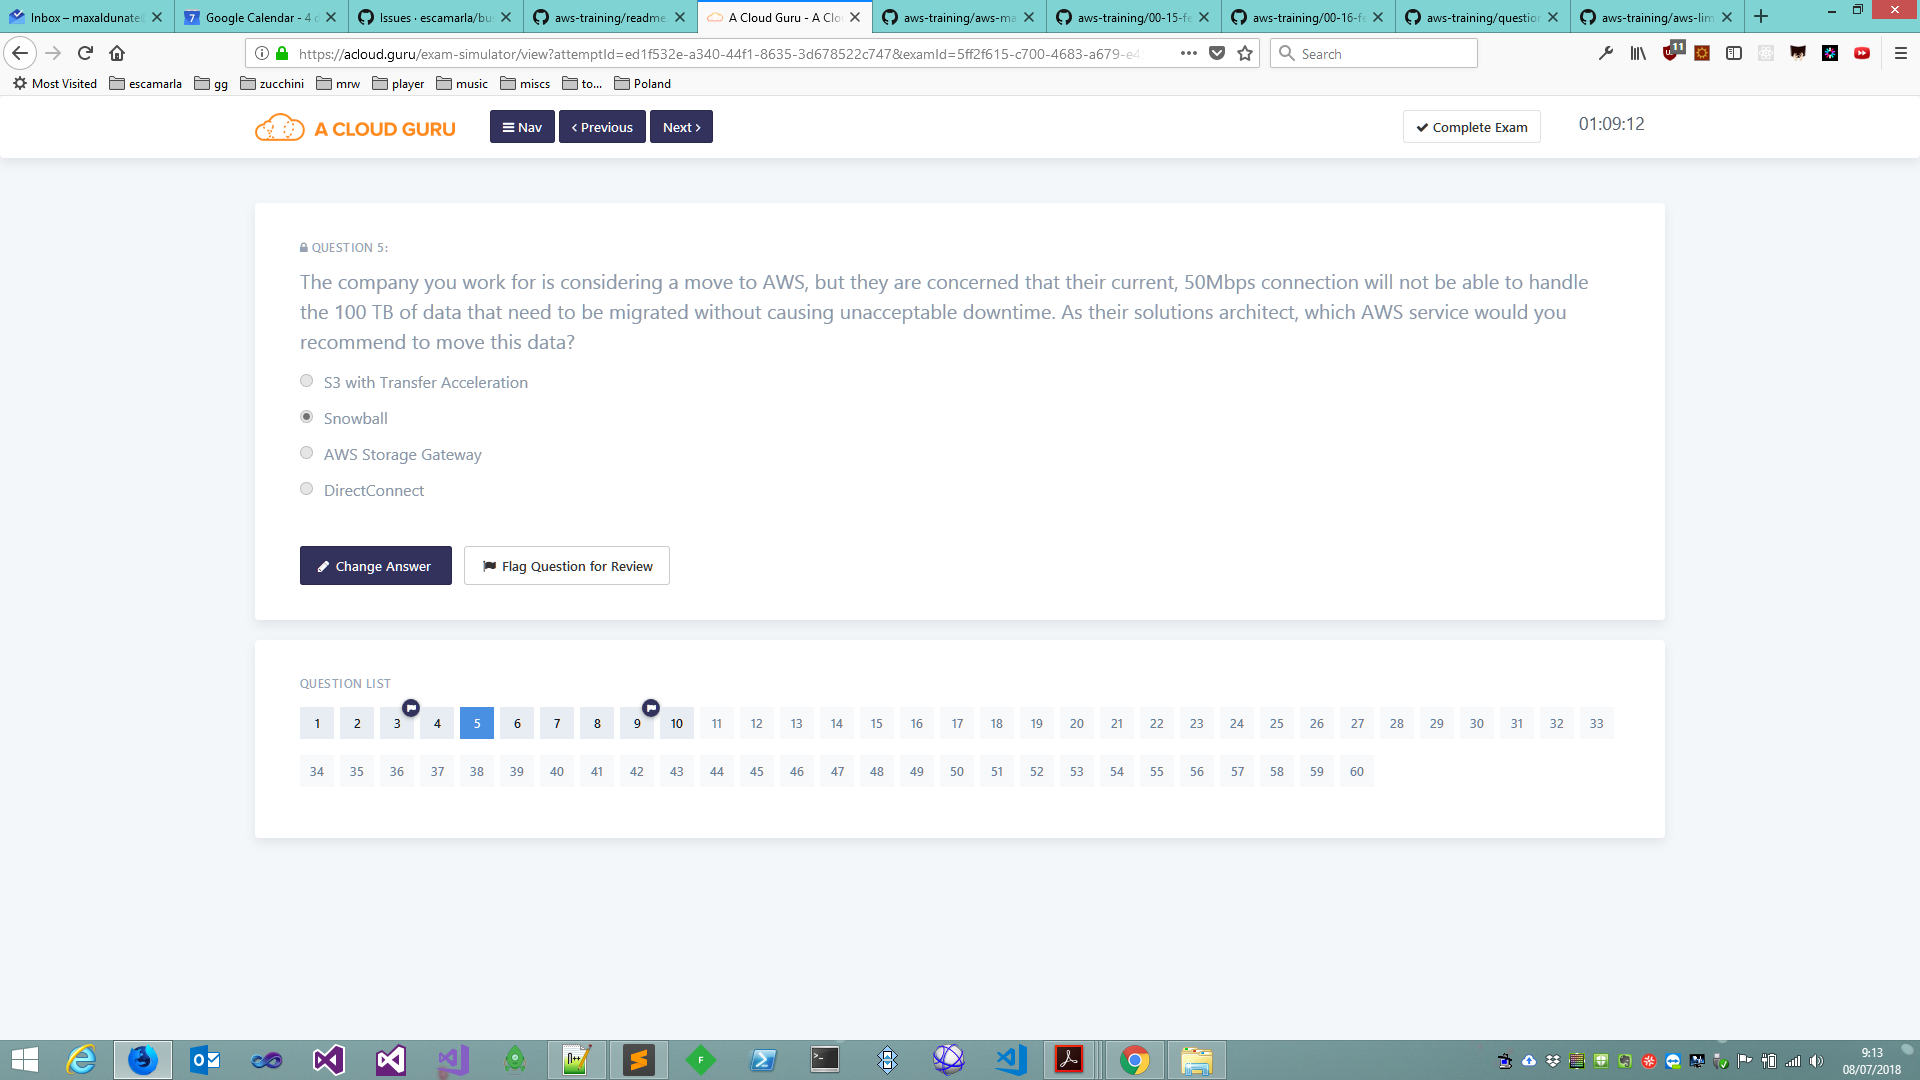 Inbox – maxaldunate
Google Calendar - 4
Issues · escamarla/bu
aws-training/readme
A Cloud Guru - A Clo
aws-training/aws-ma
aws-training/00-15-fe
aws-training/00-16-fe
aws-training/question
aws-training/aws-lim
https://acloud.guru/exam-simulator/view?attemptId=ed1f532e-a340-44f1-8635-3d678522c747&examId=5ff2f615-c700-4683-a679-e4
Search
11
Most Visited escamarla gg zucchini mrw player music miscs to... Poland
A CLOUD GURU
Nav
Previous
Next
Complete Exam
01:09:12
QUESTION 5:
The company you work for is considering a move to AWS, but they are concerned that their current, 50Mbps connection will not be able to handle
the 100 TB of data that need to be migrated without causing unacceptable downtime. As their solutions architect, which AWS service would you
recommend to move this data?
S3 with Transfer Acceleration
Snowball
AWS Storage Gateway
DirectConnect
Change Answer
Flag Question for Review
QUESTION LIST
1 2 3 4 5 6 7 8 9 10 11 12 13 14 15 16 17 18 19 20 21 22 23 24 25 26 27 28 29 30 31 32 33
34 35 36 37 38 39 40 41 42 43 44 45 46 47 48 49 50 51 52 53 54 55 56 57 58 59 60
9:13
08/07/2018